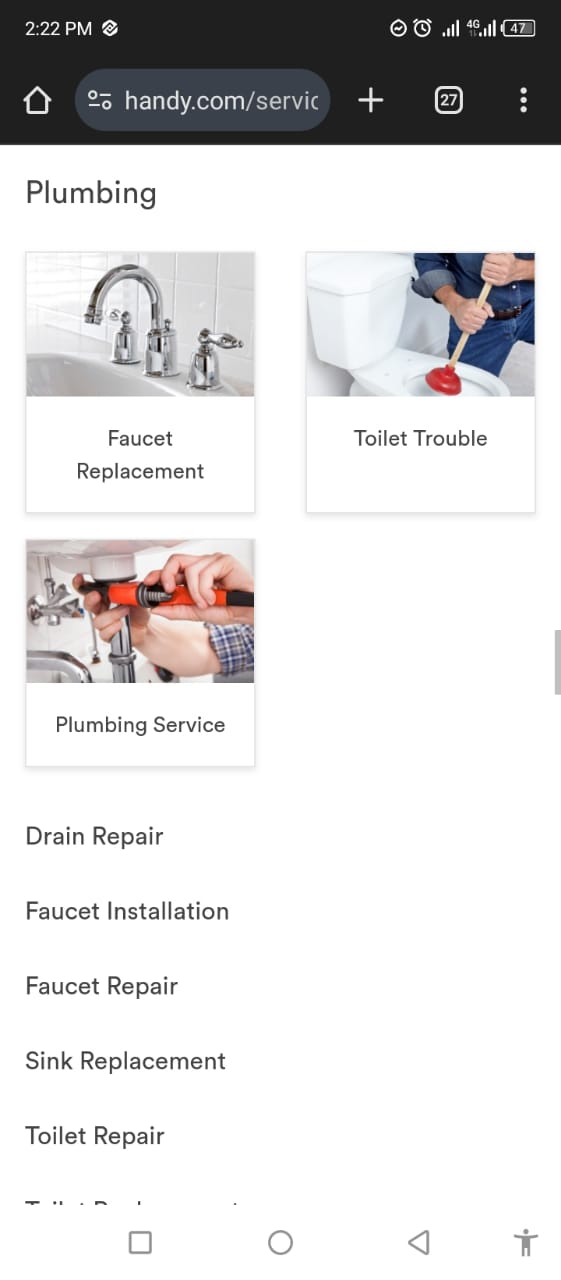 2:22 PM
4G
47
handy.com/servic
27
Plumbing
Faucet
Replacement
Toilet Trouble
Plumbing Service
Drain Repair
Faucet Installation
Faucet Repair
Sink Replacement
Toilet Repair